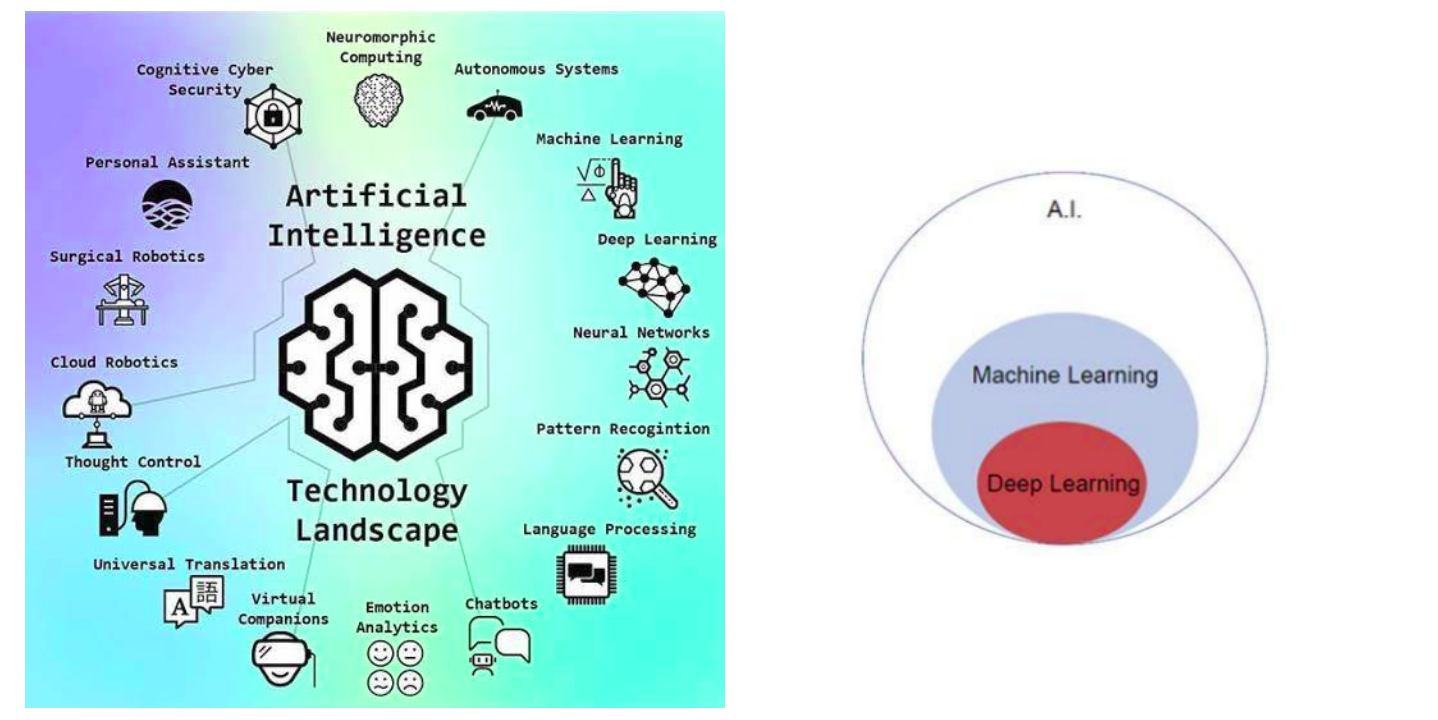 Neuromorphic
Computing
Cognitive Cyber
Security
Autonomous Systems
Machine Learning
Personal Assistant
Artificial
Intelligence
Deep Learning
Surgical Robotics
Neural Networks
Cloud Robotics
Pattern Recogintion
Thought Control
Technology
Landscape
Language Processing
Universal Translation
A
語
Virtual
Companions
Emotion
Analytics
Chatbots
√Φ
Δ
A.I.
Machine Learning
Deep Learning